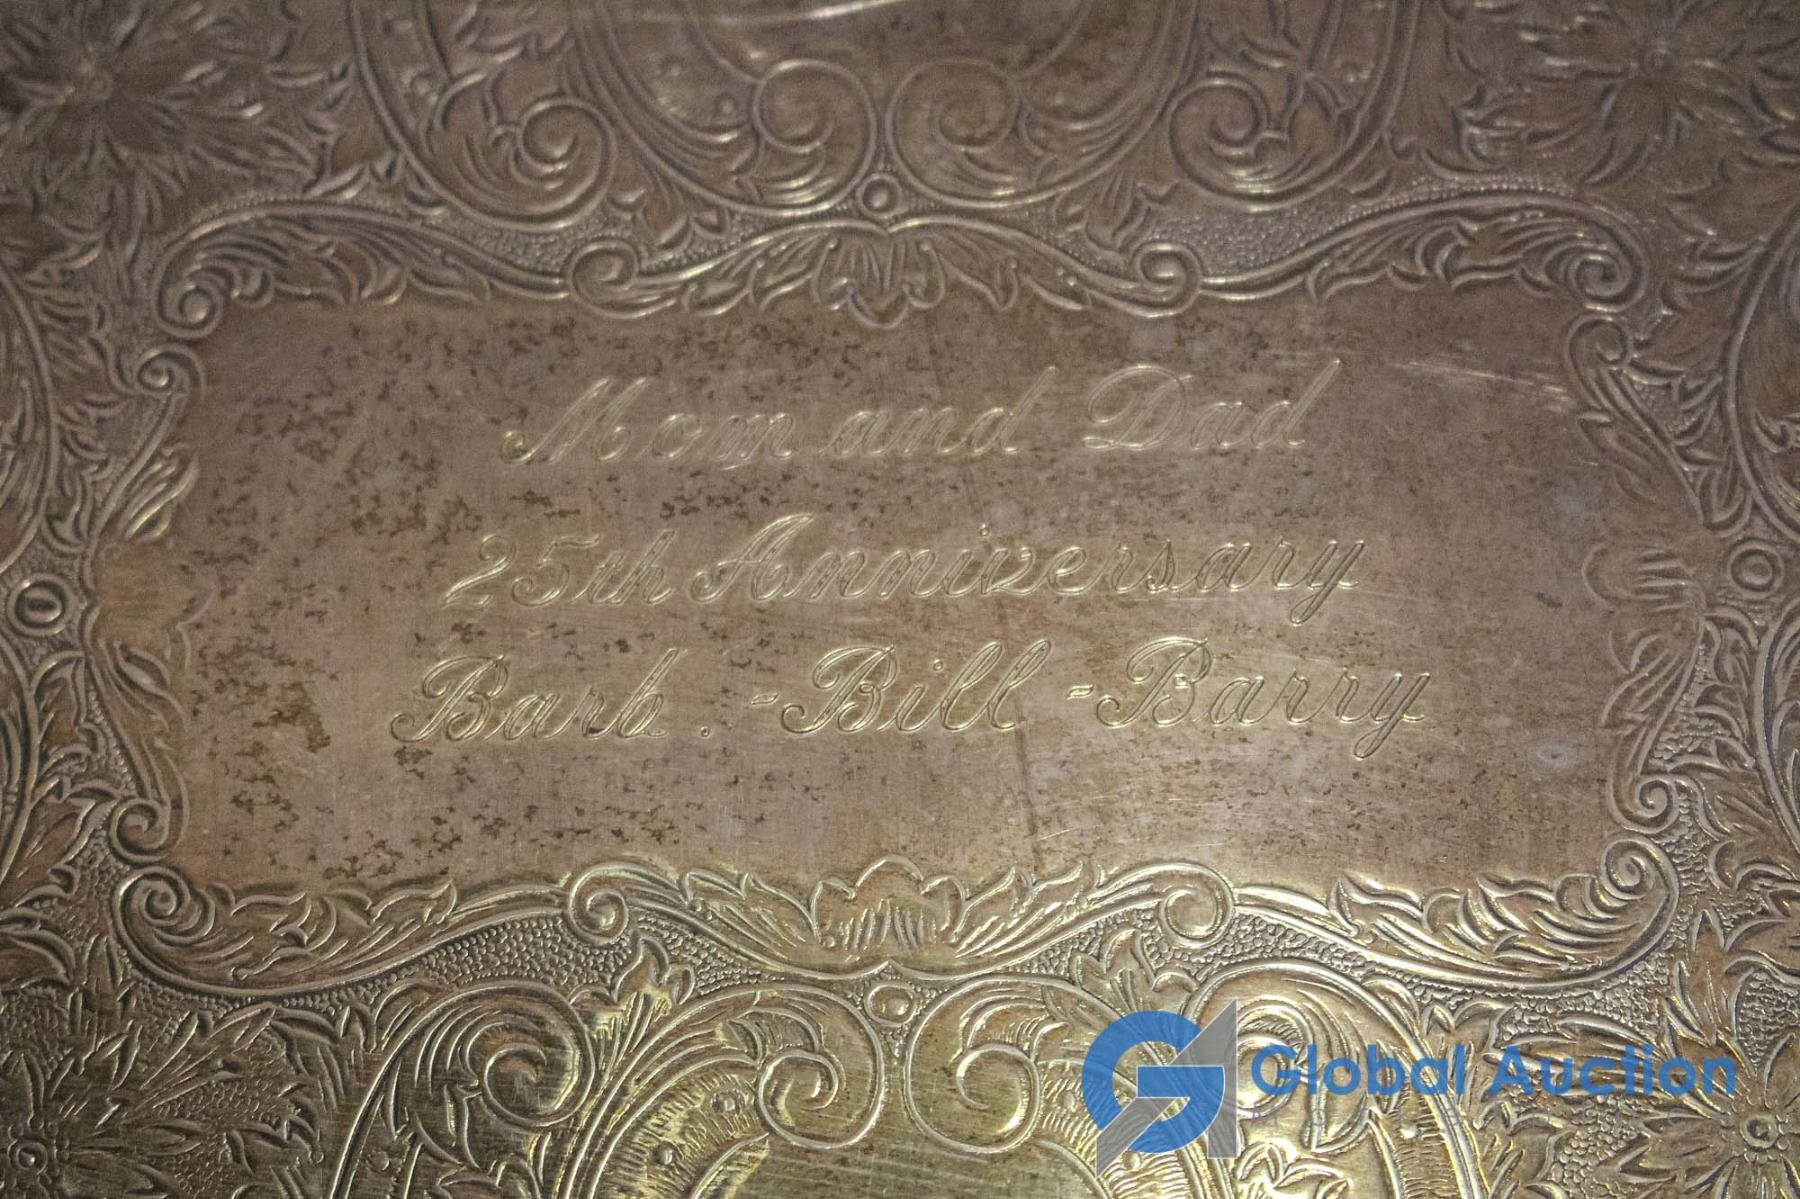 Mom and Dad
25th Anniversary
Barb. - Bill - Barry
Global Auction